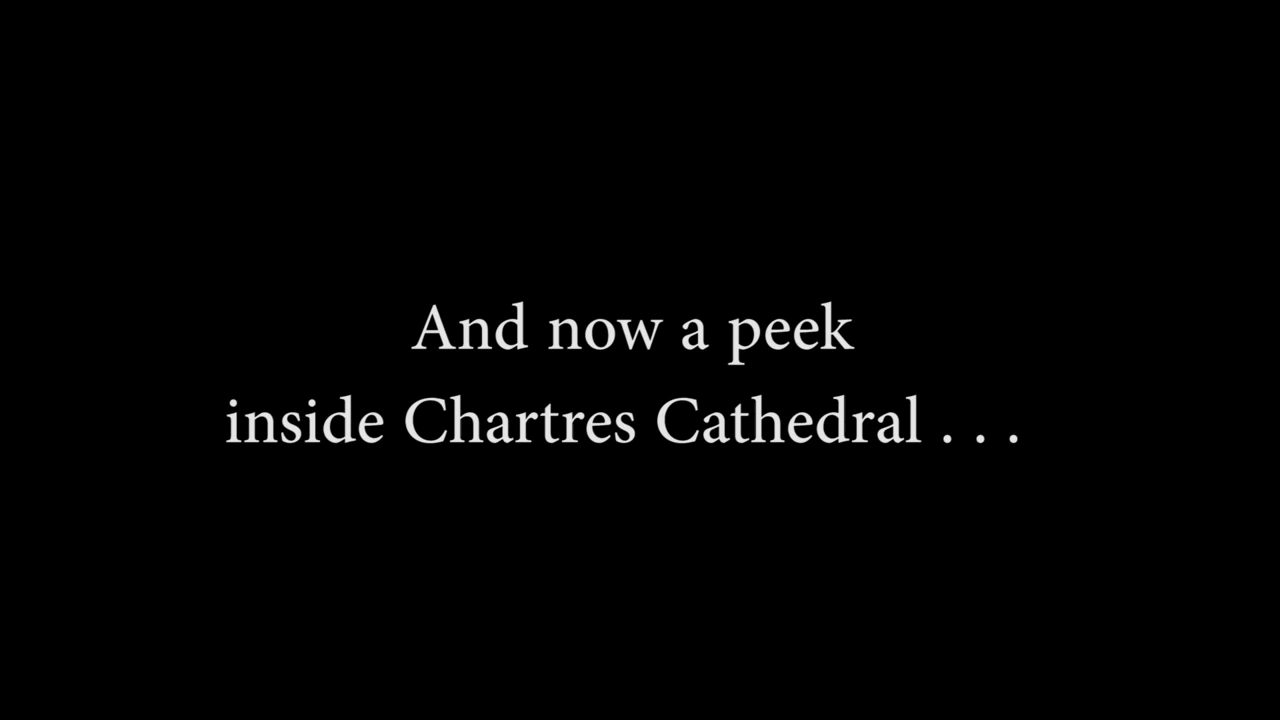 And now a peek
inside Chartres Cathedral . . .